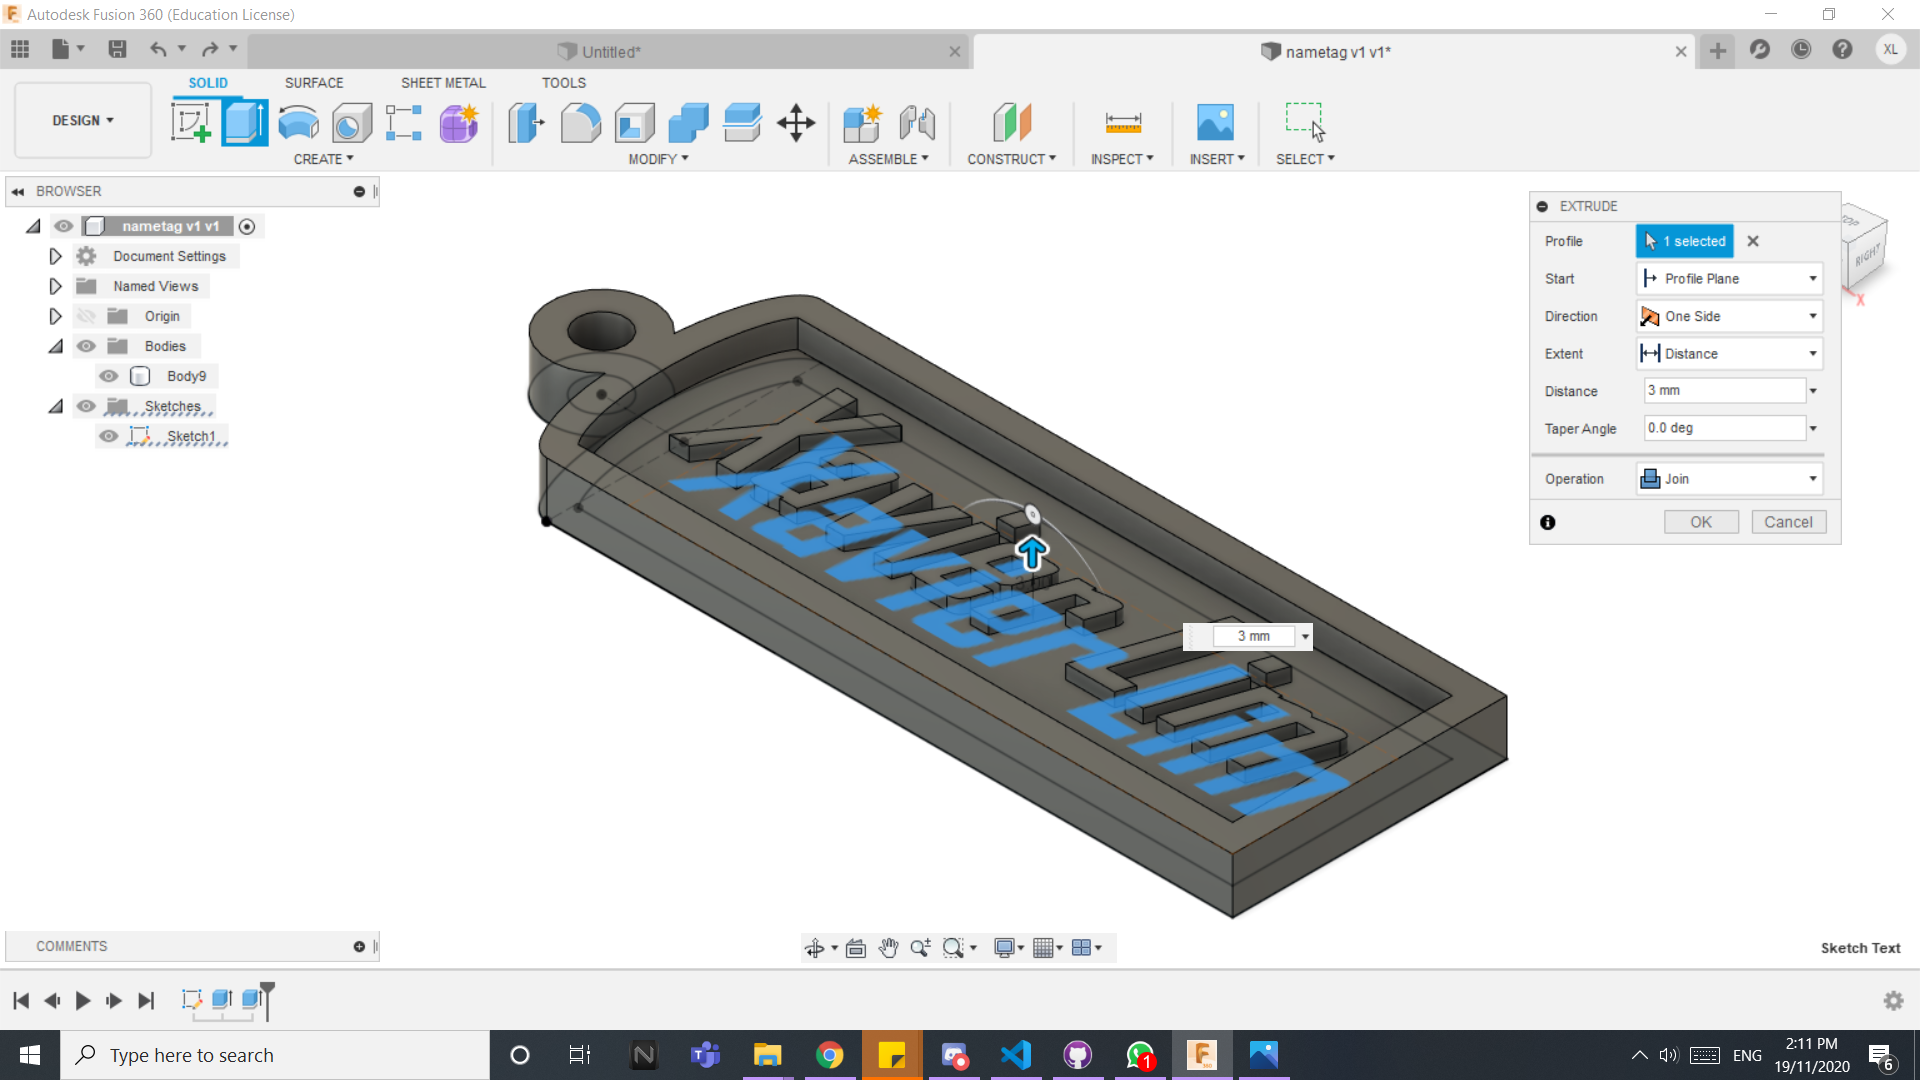 Autodesk Fusion 360 (Education License)
Untitled*
nametag v1 v1*
XL
SOLID
SURFACE
SHEET METAL
TOOLS
DESIGN
CREATE
MODIFY
ASSEMBLE
CONSTRUCT
INSPECT
INSERT
SELECT
BROWSER
nametag v1 v1
Document Settings
Named Views
Origin
Bodies
Body9
Sketches
Sketch1
EXTRUDE
Profile
1 selected
Start
Profile Plane
Direction
One Side
Extent
Distance
Distance
3 mm
Taper Angle
0.0 deg
Operation
Join
OK
Cancel
TOP
RIGHT
X
Xavier Lim
3 mm
COMMENTS
Sketch Text
Type here to search
1
ENG
2:11 PM
19/11/2020
6